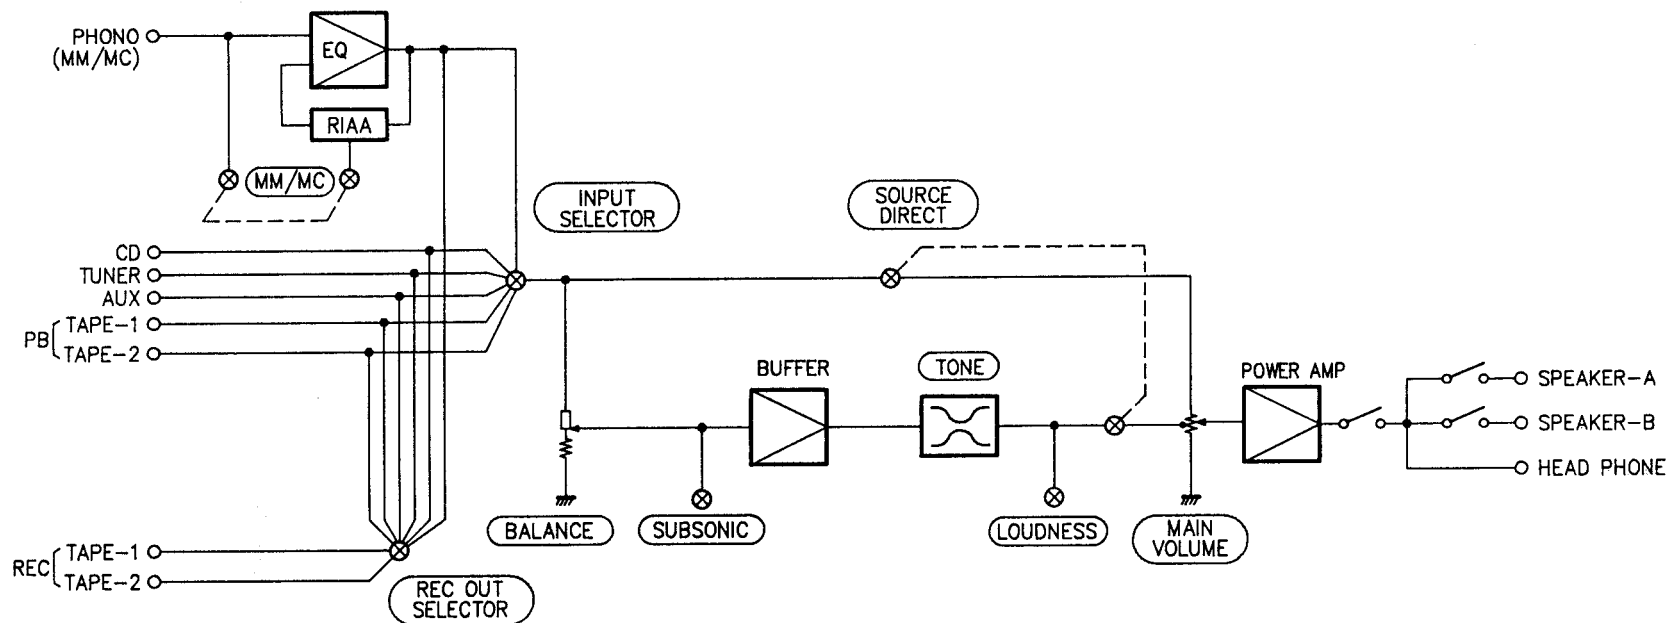 PHONO
(MM/MC)
EQ
RIAA
MM/MC
INPUT
SELECTOR
SOURCE
DIRECT
CD
TUNER
AUX
PB
TAPE-1
TAPE-2
BUFFER
TONE
POWER AMP
SPEAKER-A
SPEAKER-B
HEAD PHONE
BALANCE
SUBSONIC
LOUDNESS
MAIN
VOLUME
REC
TAPE-1
TAPE-2
REC OUT
SELECTOR